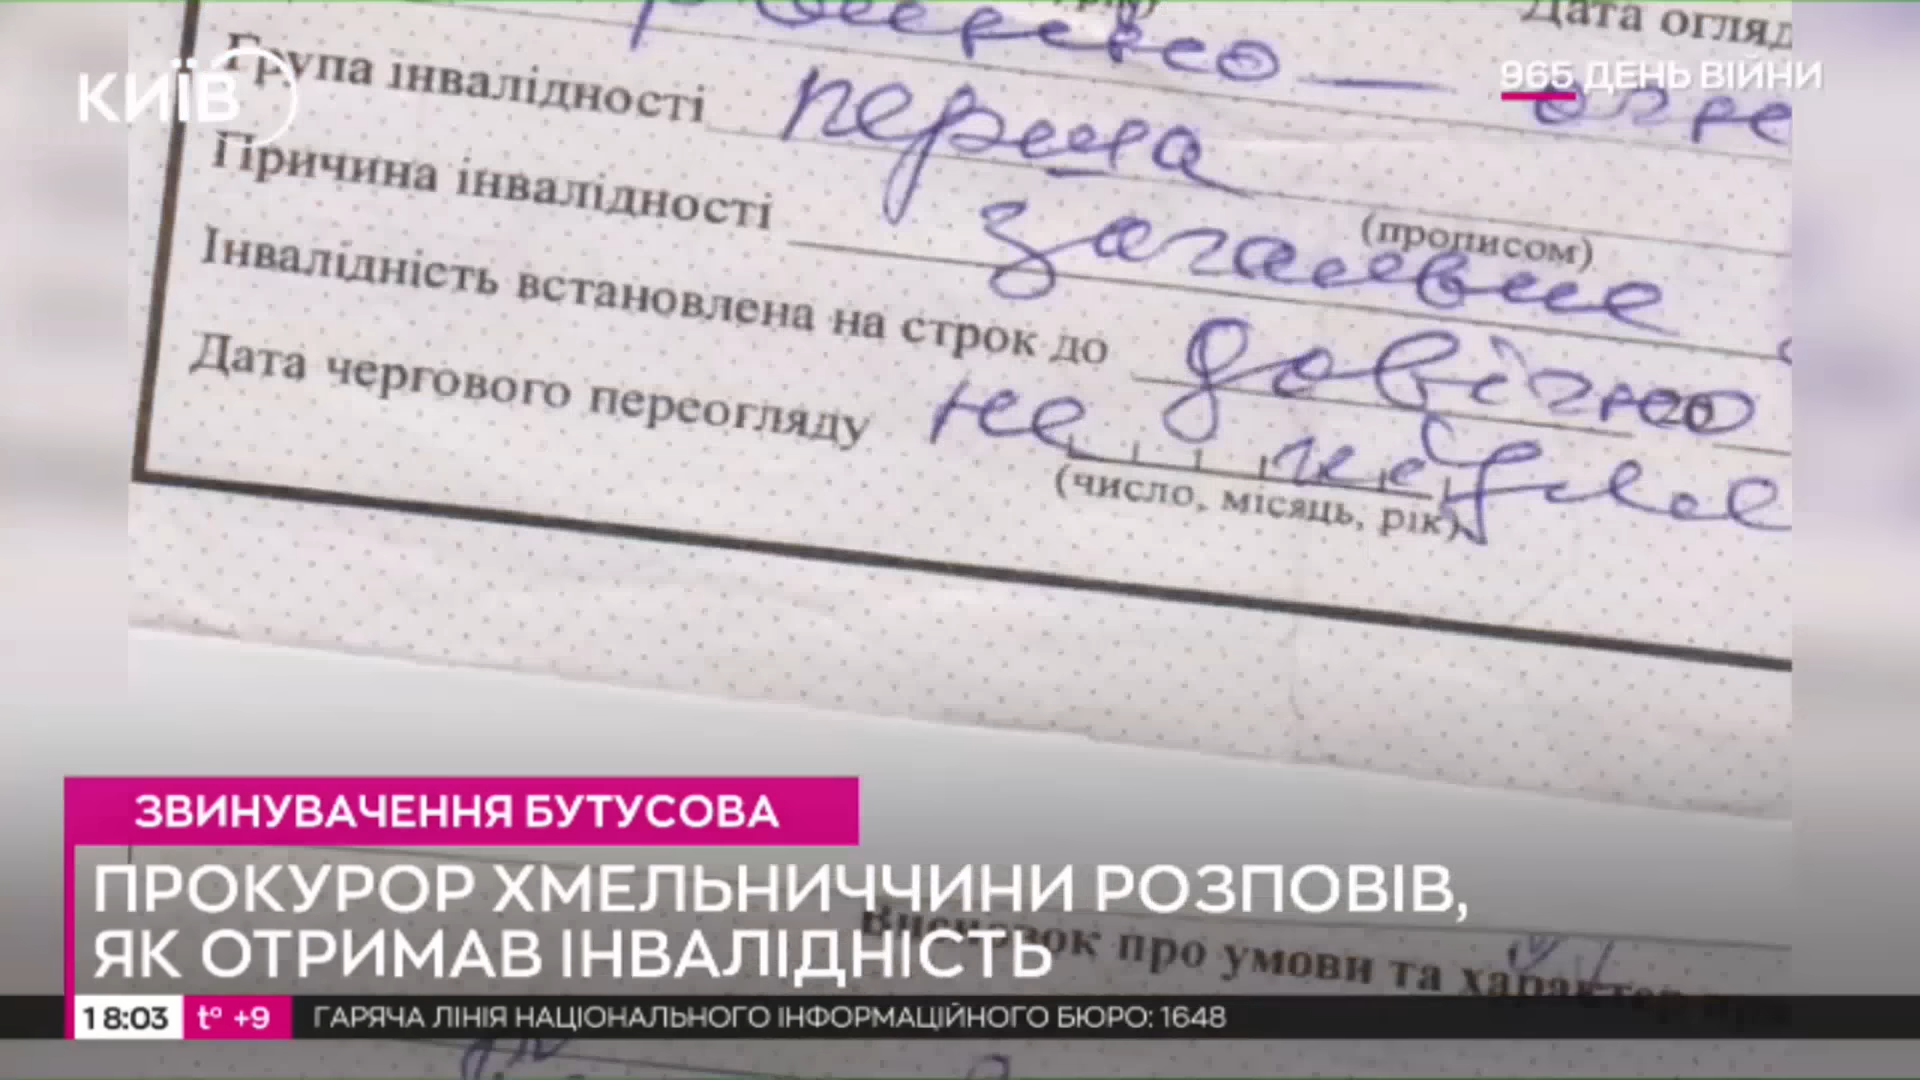 Дата огляд
КИЇВ
965 ДЕНЬ ВІЙНИ
Група інвалідності перша
(прописом)
Причина інвалідності загальне
Інвалідність встановлена на строк до довічно
Дата чергового переогляду не
(число, місяць, рік)
ЗВИНУВАЧЕННЯ БУТУСОВА
ПРОКУРОР ХМЕЛЬНИЧЧИНИ РОЗПОВІВ,
ЯК ОТРИМАВ ІНВАЛІДНІСТЬ
Висновок про умови та характер
18:03 t° +9 ГАРЯЧА ЛІНІЯ НАЦІОНАЛЬНОГО ІНФОРМАЦІЙНОГО БЮРО: 1648